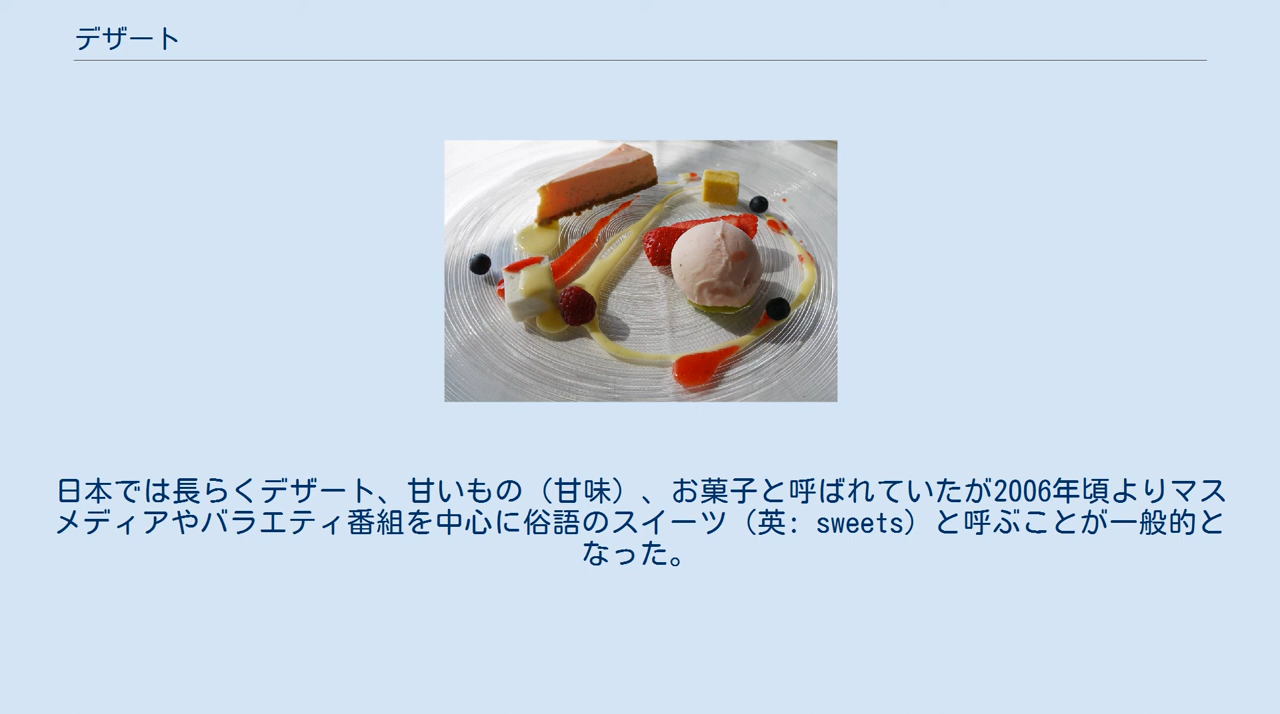 デザート
日本では長らくデザート、甘いもの（甘味）、お菓子と呼ばれていたが2006年頃よりマス
メディアやバラエティ番組を中心に俗語のスイーツ（英: sweets）と呼ぶことが一般的と
なった。